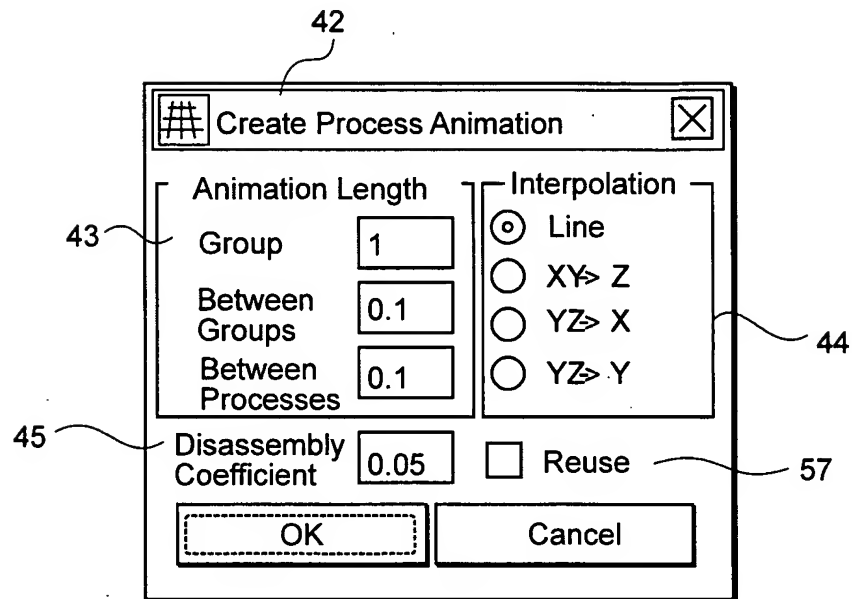 42
Create Process Animation
Animation Length
Group 1
Between
Groups 0.1
Between
Processes 0.1
Interpolation
Line
XY-> Z
YZ-> X
YZ-> Y
43
44
45
Disassembly
Coefficient 0.05
Reuse
57
OK
Cancel